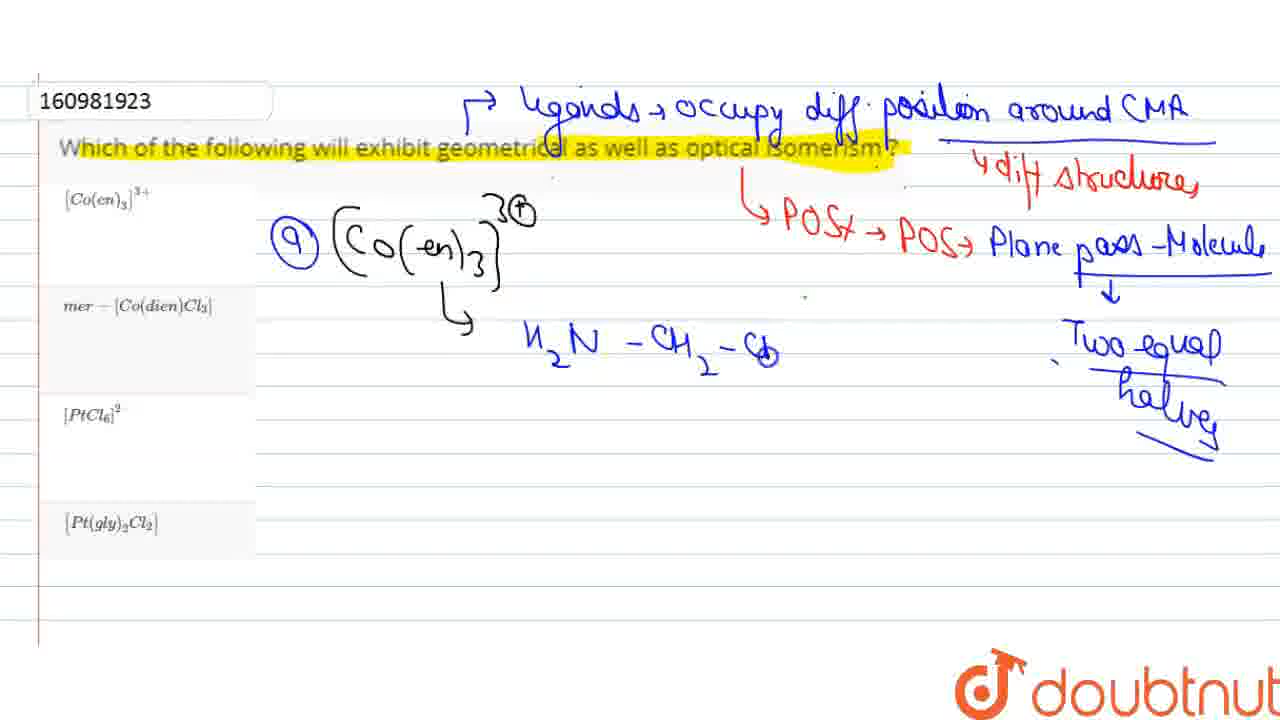 160981923
ligands → occupy diff. position around CMA
Which of the following will exhibit geometrical as well as optical isomerism ?
4 diff structures
[Co(en)₃]³⁺
a [Co(en)₃]³⁺
POSx → POS → Plane pass - Molecule
mer - [Co(dien)Cl₃]
H₂N - CH₂ -
Two equal
halves
[PtCl₆]²⁻
[Pt(gly)₂Cl₂]
doubtnut